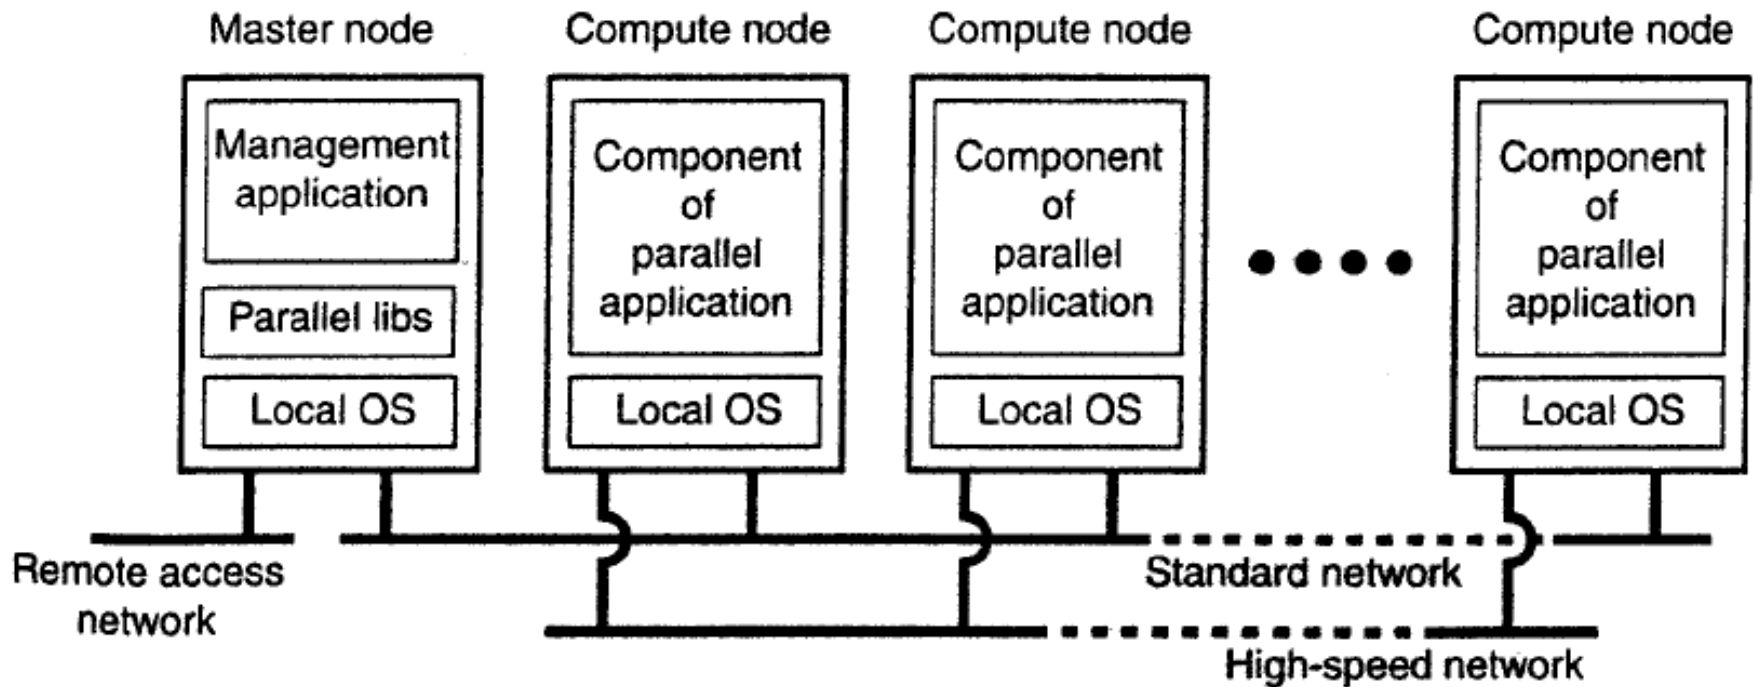 Master node
Compute node
Compute node
Compute node
Management
application
Parallel libs
Local OS
Component
of
parallel
application
Local OS
Component
of
parallel
application
Local OS
Component
of
parallel
application
Local OS
Remote access
network
Standard network
High-speed network